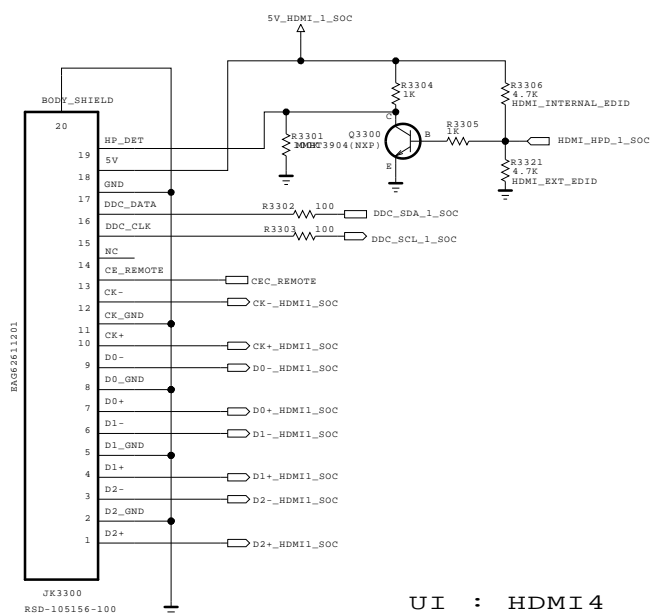 5V_HDMI_1_SOC
BODY_SHIELD
20
R3304
1K
R3306
4.7K
HDMI_INTERNAL_EDID
HP_DET
19
R3301
MMBT3904(NXP)
Q3300
C
B
E
R3305
1K
HDMI_HPD_1_SOC
5V
18
R3321
4.7K
HDMI_EXT_EDID
GND
17
DDC_DATA
16
R3302
100
DDC_SDA_1_SOC
DDC_CLK
15
R3303
100
DDC_SCL_1_SOC
NC
14
CE_REMOTE
13
CEC_REMOTE
CK-
12
CK-_HDMI1_SOC
CK_GND
11
CK+
10
CK+_HDMI1_SOC
D0-
9
D0-_HDMI1_SOC
D0_GND
8
D0+
7
D0+_HDMI1_SOC
D1-
6
D1-_HDMI1_SOC
D1_GND
5
D1+
4
D1+_HDMI1_SOC
D2-
3
D2-_HDMI1_SOC
D2_GND
2
D2+
1
D2+_HDMI1_SOC
EAG62611201
JK3300
RSD-105156-100
UI : HDMI4